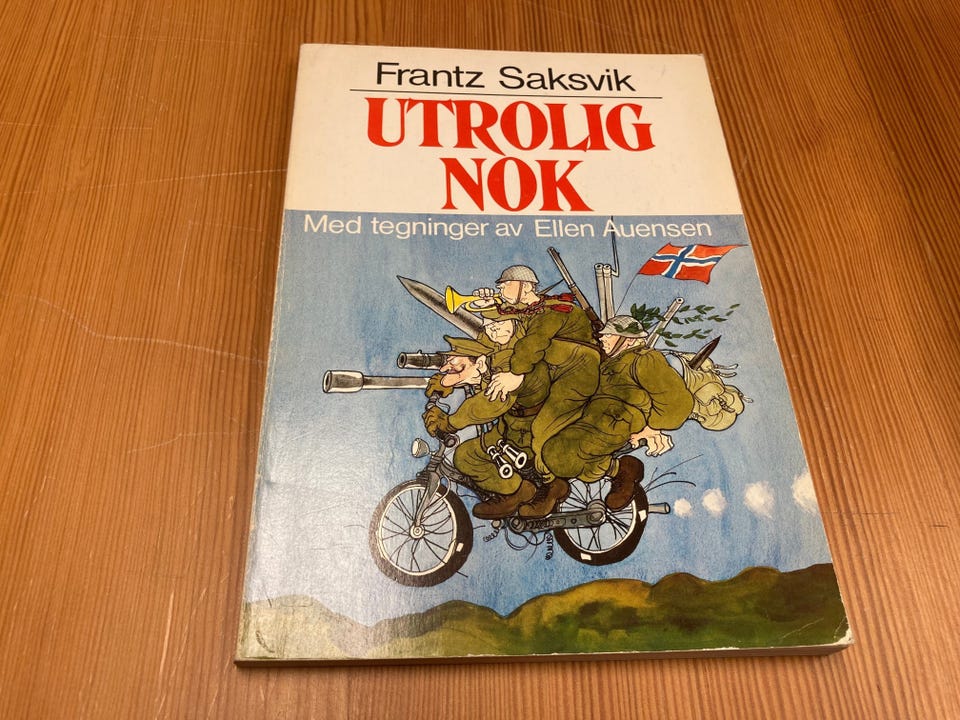 Frantz Saksvik
UTROLIG
NOK
Med tegninger av Ellen Auensen